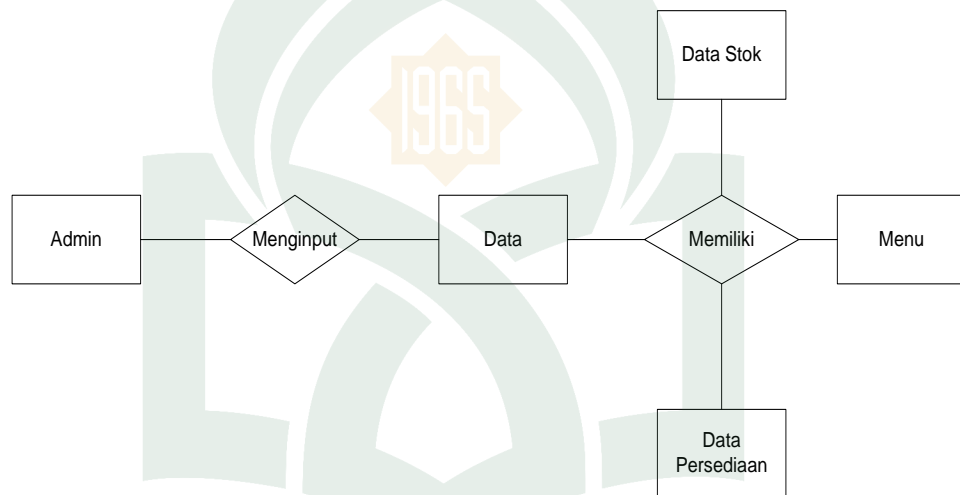 Data Stok
1965
Admin
Menginput
Data
Memiliki
Menu
Data
Persediaan